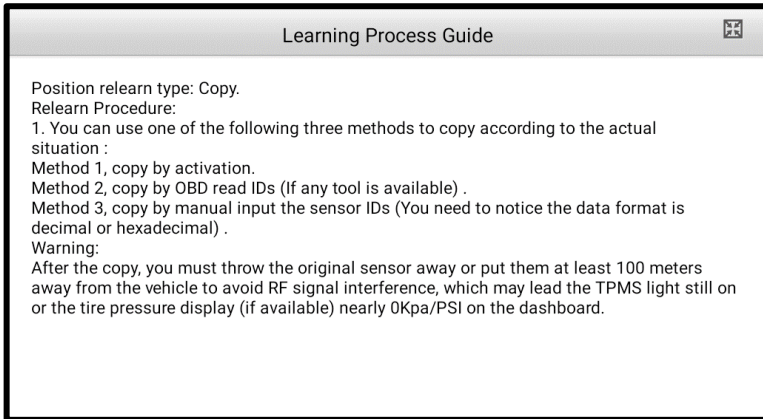 Learning Process Guide
Position relearn type: Copy.
Relearn Procedure:
1. You can use one of the following three methods to copy according to the actual
situation :
Method 1, copy by activation.
Method 2, copy by OBD read IDs (If any tool is available) .
Method 3, copy by manual input the sensor IDs (You need to notice the data format is
decimal or hexadecimal) .
Warning:
After the copy, you must throw the original sensor away or put them at least 100 meters
away from the vehicle to avoid RF signal interference, which may lead the TPMS light still on
or the tire pressure display (if available) nearly 0Kpa/PSI on the dashboard.